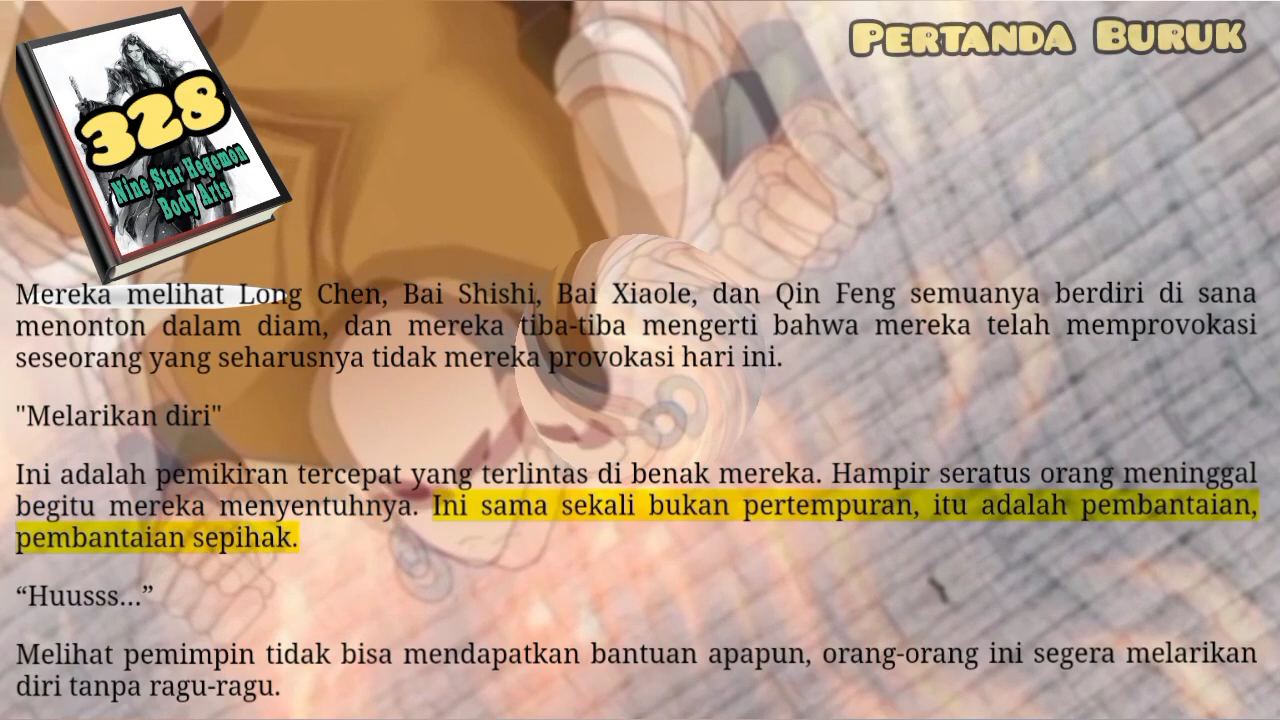 PERTANDA BURUK
328
Nine Star Hegemon
Body Arts
Mereka melihat Long Chen, Bai Shishi, Bai Xiaole, dan Qin Feng semuanya berdiri di sana
menonton dalam diam, dan mereka tiba-tiba mengerti bahwa mereka telah memprovokasi
seseorang yang seharusnya tidak mereka provokasi hari ini.
"Melarikan diri"
Ini adalah pemikiran tercepat yang terlintas di benak mereka. Hampir seratus orang meninggal
begitu mereka menyentuhnya. Ini sama sekali bukan pertempuran, itu adalah pembantaian,
pembantaian sepihak.
“Huusss...”
Melihat pemimpin tidak bisa mendapatkan bantuan apapun, orang-orang ini segera melarikan
diri tanpa ragu-ragu.